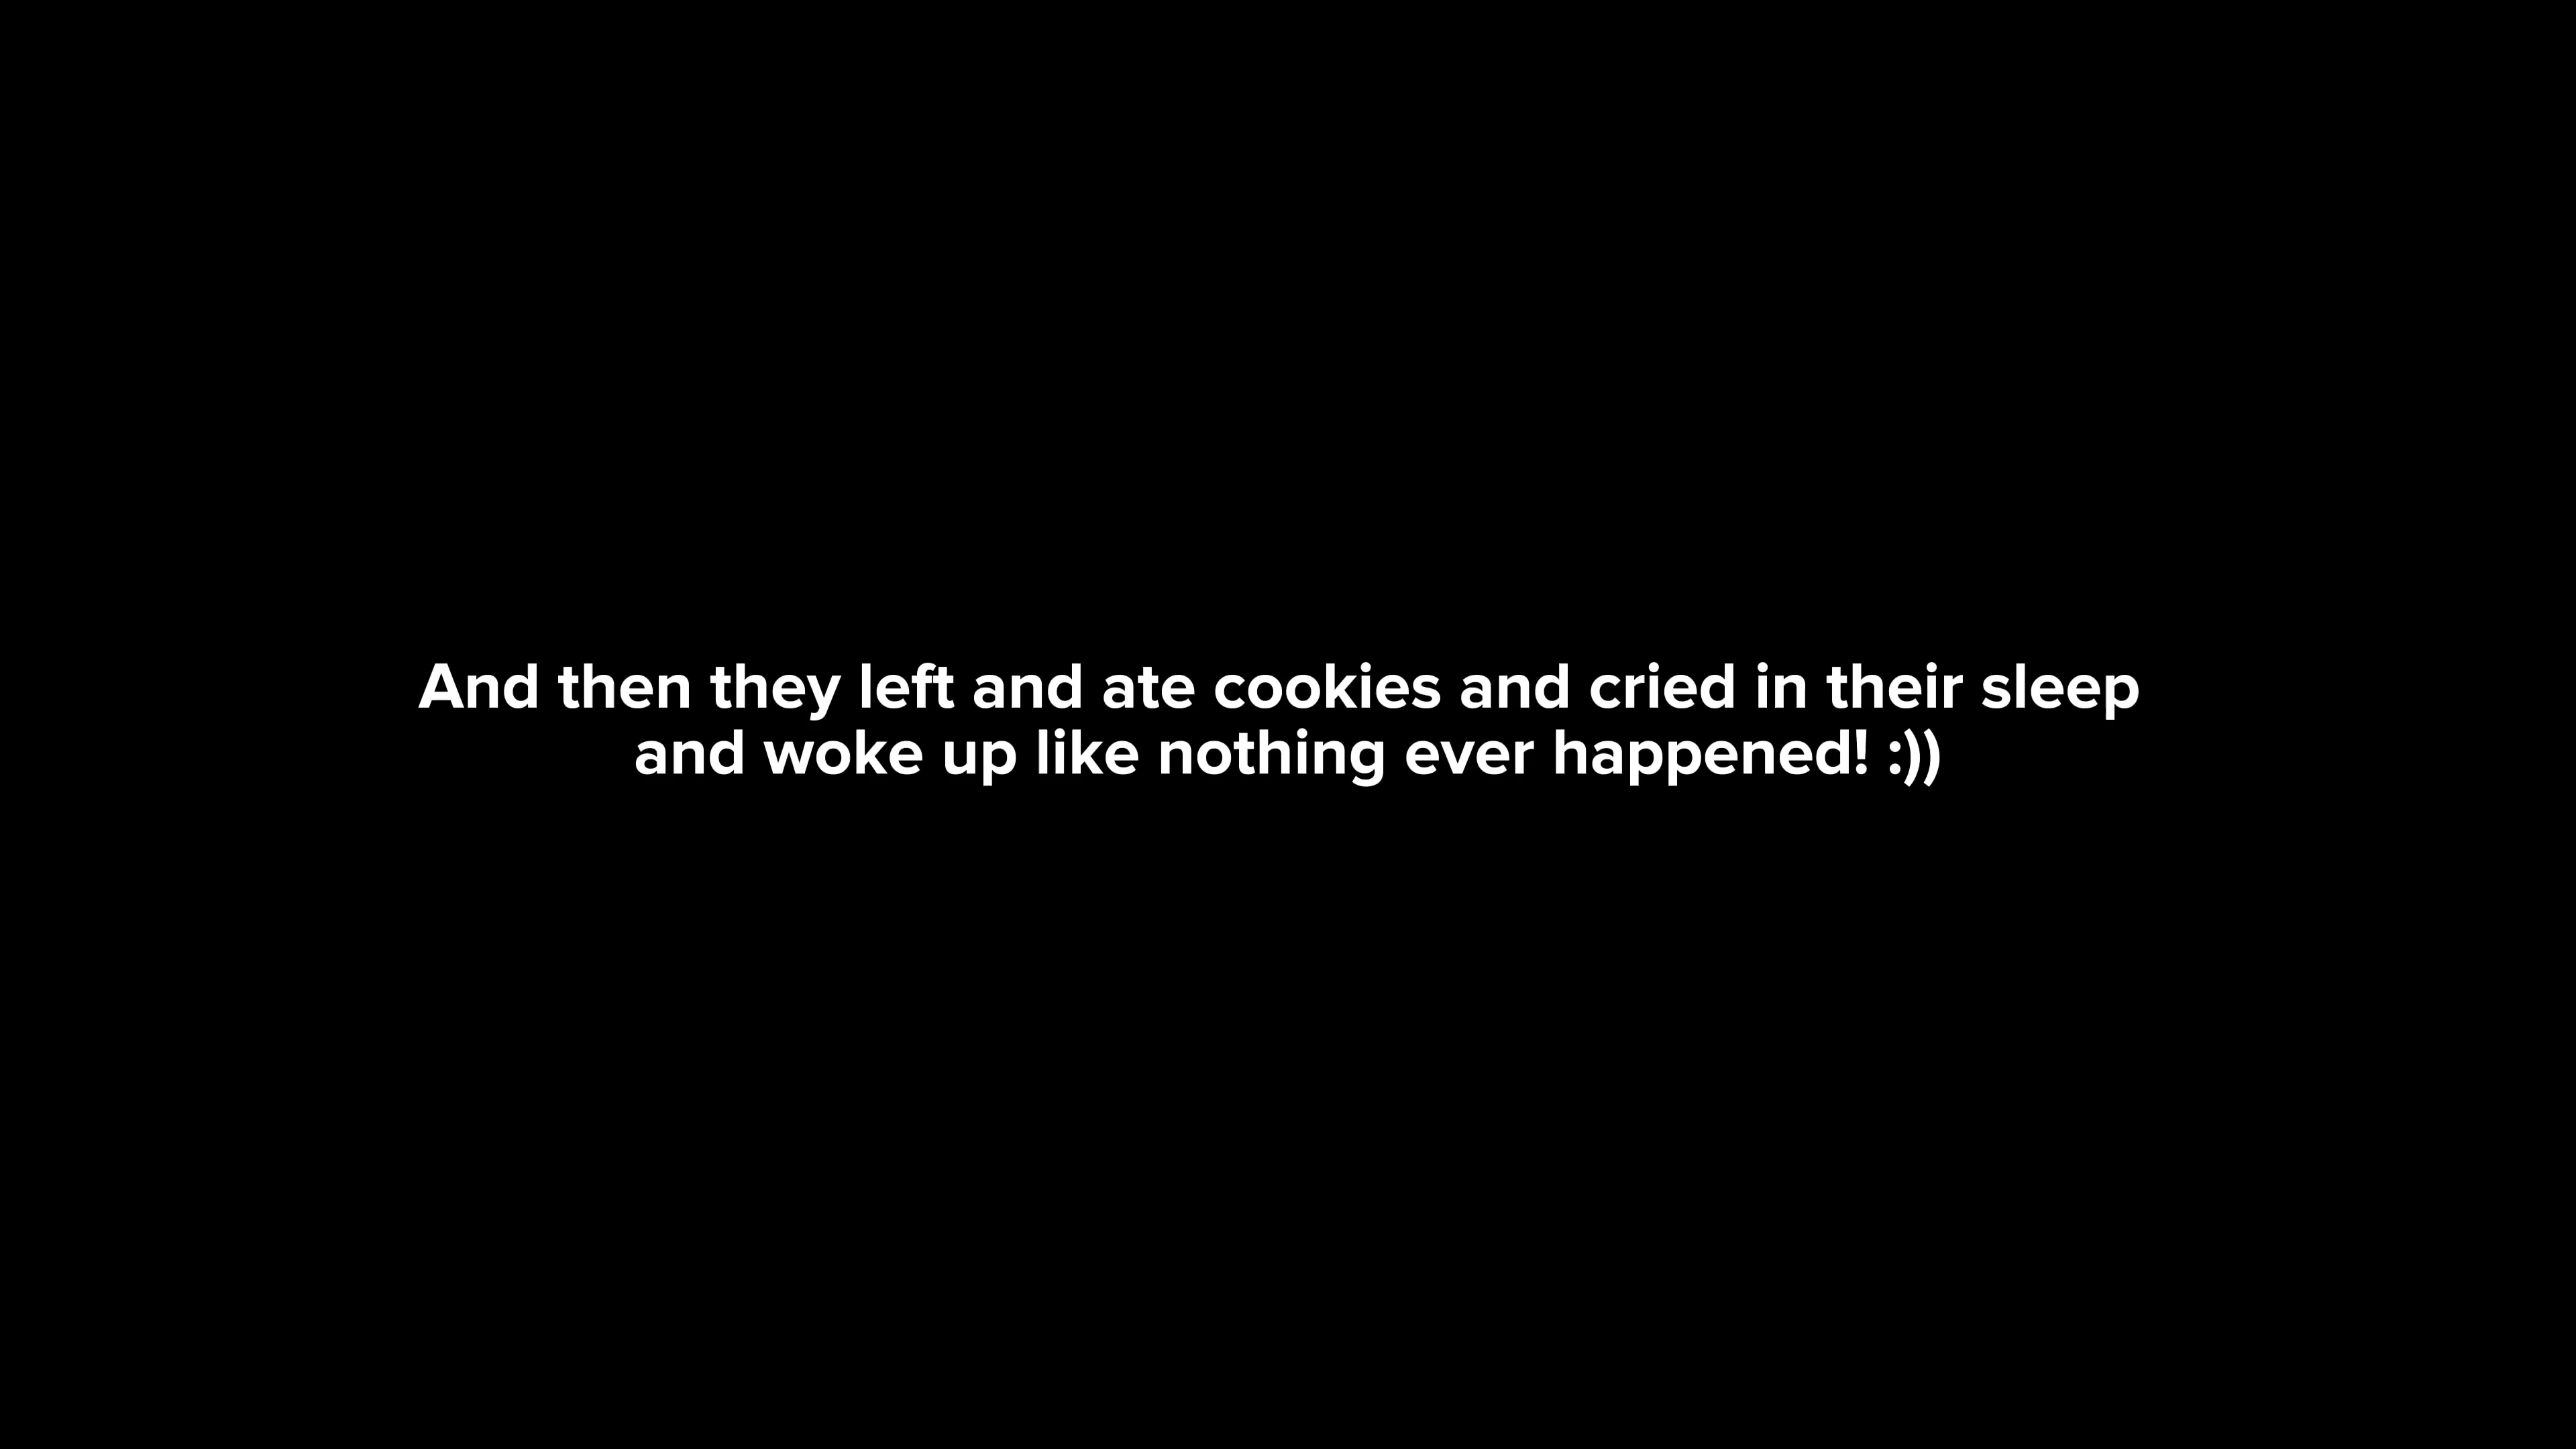 And then they left and ate cookies and cried in their sleep
and woke up like nothing ever happened! :))